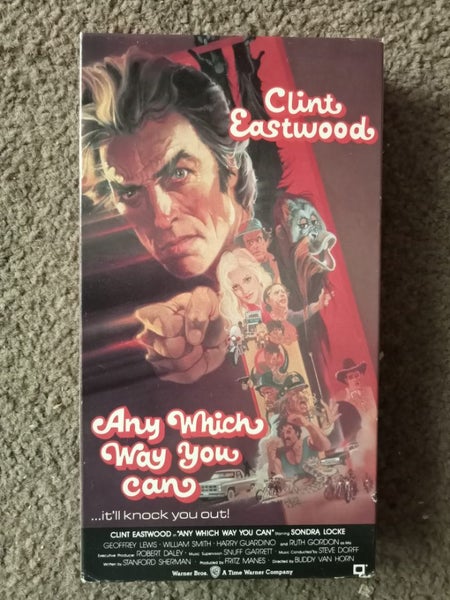 Clint
Eastwood
Any Which
Way You
Can
...it'll knock you out!
CLINT EASTWOOD in "ANY WHICH WAY YOU CAN" Starring SONDRA LOCKE
GEOFFREY LEWIS · WILLIAM SMITH · HARRY GUARDINO and RUTH GORDON as Ma
Executive Producer ROBERT DALEY · Music Supervision SNUFF GARRETT · Music Conducted by STEVE DORFF
Written by STANFORD SHERMAN · Produced by FRITZ MANES · Directed by BUDDY VAN HORN
Warner Bros. A Time Warner Company